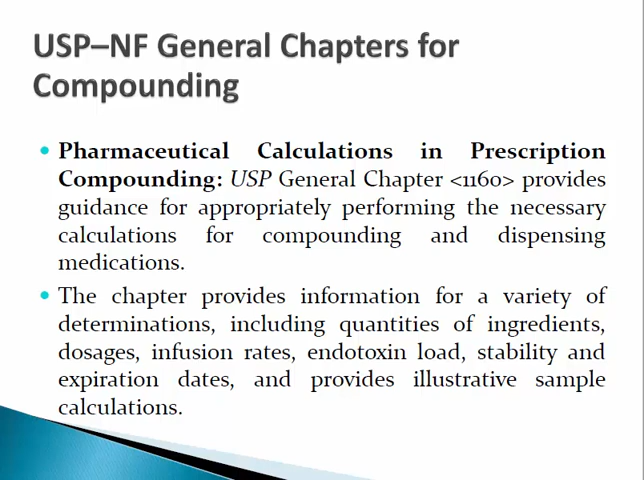 USP–NF General Chapters for
Compounding
• Pharmaceutical Calculations in Prescription
Compounding: USP General Chapter <1160> provides
guidance for appropriately performing the necessary
calculations for compounding and dispensing
medications.
• The chapter provides information for a variety of
determinations, including quantities of ingredients,
dosages, infusion rates, endotoxin load, stability and
expiration dates, and provides illustrative sample
calculations.